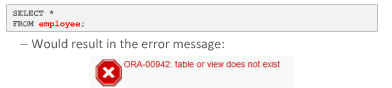 SELECT *
FROM employee;
– Would result in the error message:
ORA-00942: table or view does not exist